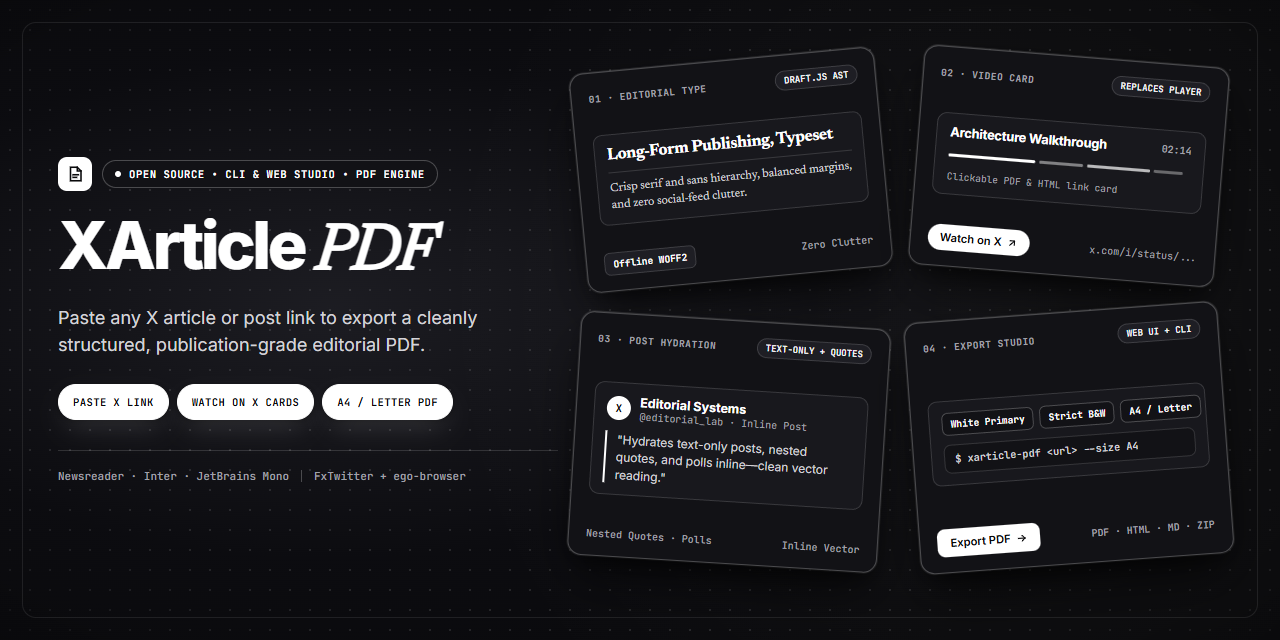 OPEN SOURCE • CLI & WEB STUDIO • PDF ENGINE
XArticle PDF
Paste any X article or post link to export a cleanly
structured, publication-grade editorial PDF.
PASTE X LINK
WATCH ON X CARDS
A4 / LETTER PDF
Newsreader · Inter · JetBrains Mono | FxTwitter + ego-browser
01 · EDITORIAL TYPE
DRAFT.JS AST
Long-Form Publishing, Typeset
Crisp serif and sans hierarchy, balanced margins,
and zero social-feed clutter.
Offline WOFF2
Zero Clutter
02 · VIDEO CARD
REPLACES PLAYER
Architecture Walkthrough
02:14
Clickable PDF & HTML link card
Watch on X ↗
x.com/i/status/...
03 · POST HYDRATION
TEXT-ONLY + QUOTES
X
Editorial Systems
@editorial_lab · Inline Post
"Hydrates text-only posts, nested
quotes, and polls inline—clean vector
reading."
Nested Quotes · Polls
Inline Vector
04 · EXPORT STUDIO
WEB UI + CLI
White Primary
Strict B&W
A4 / Letter
$ xarticle-pdf <url> --size A4
Export PDF →
PDF · HTML · MD · ZIP